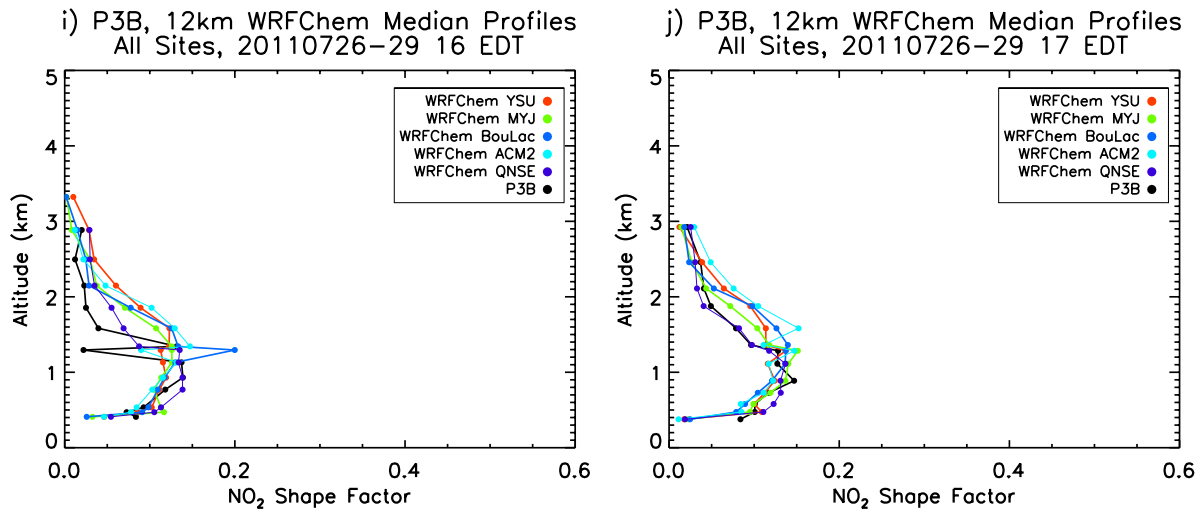 i) P3B, 12km WRFChem Median Profiles
All Sites, 20110726-29 16 EDT
5
4
3
2
1
0
Altitude (km)
WRFChem YSU
WRFChem MYJ
WRFChem BouLac
WRFChem ACM2
WRFChem QNSE
P3B
0.0 0.2 0.4 0.6
NO2 Shape Factor
j) P3B, 12km WRFChem Median Profiles
All Sites, 20110726-29 17 EDT
5
4
3
2
1
0
Altitude (km)
WRFChem YSU
WRFChem MYJ
WRFChem BouLac
WRFChem ACM2
WRFChem QNSE
P3B
0.0 0.2 0.4 0.6
NO2 Shape Factor